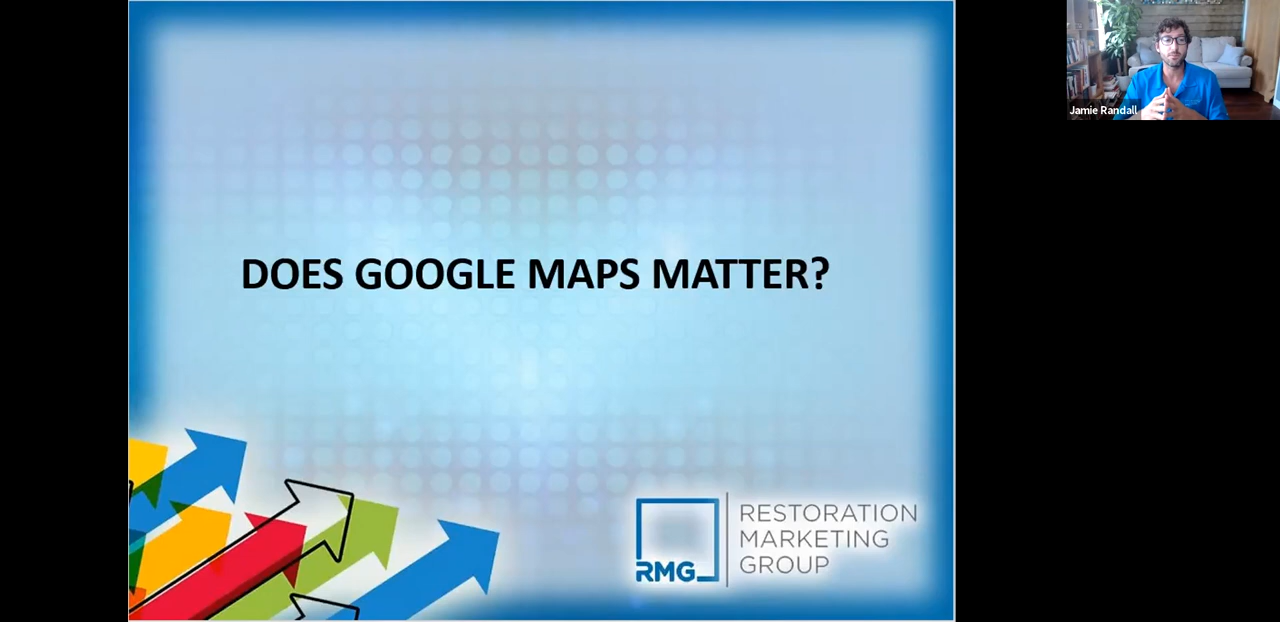 DOES GOOGLE MAPS MATTER?
Jamie Randall
RMG
RESTORATION
MARKETING
GROUP